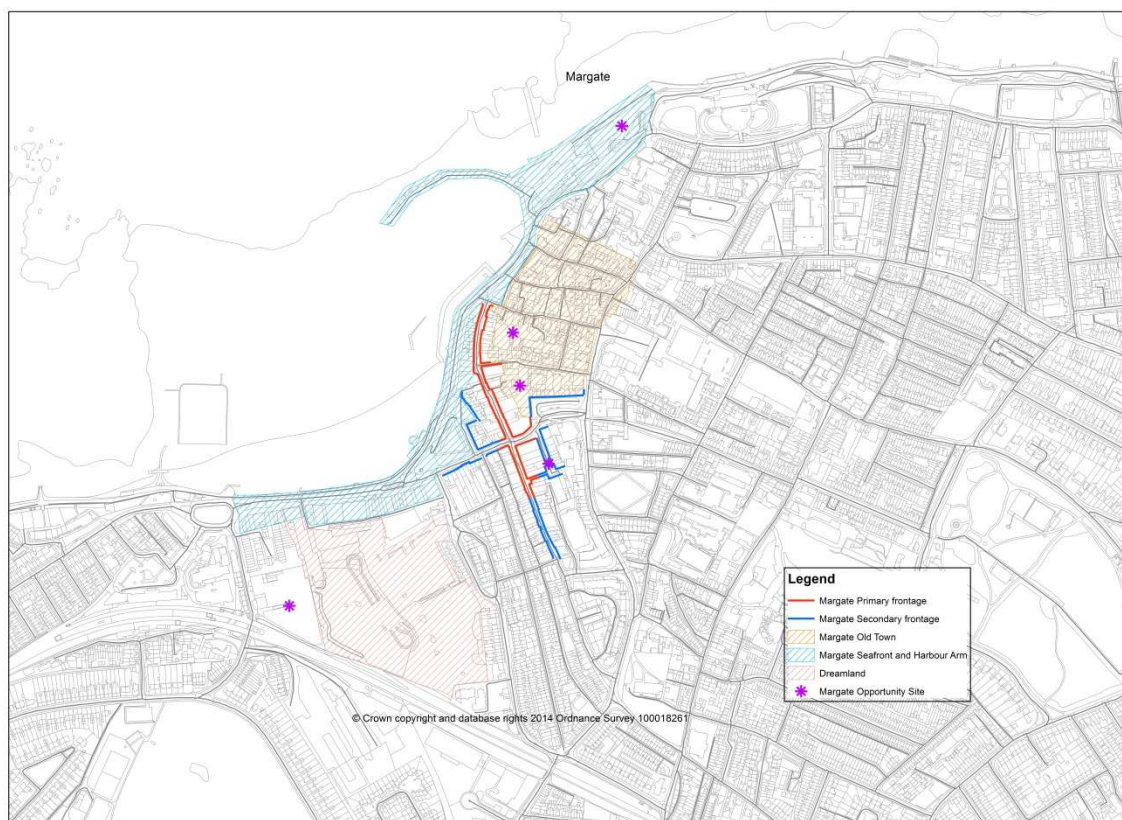 Margate
Legend
Margate Primary frontage
Margate Secondary frontage
Margate Old Town
Margate Seafront and Harbour Arm
Dreamland
Margate Opportunity Site
© Crown copyright and database rights 2014 Ordnance Survey 100018261